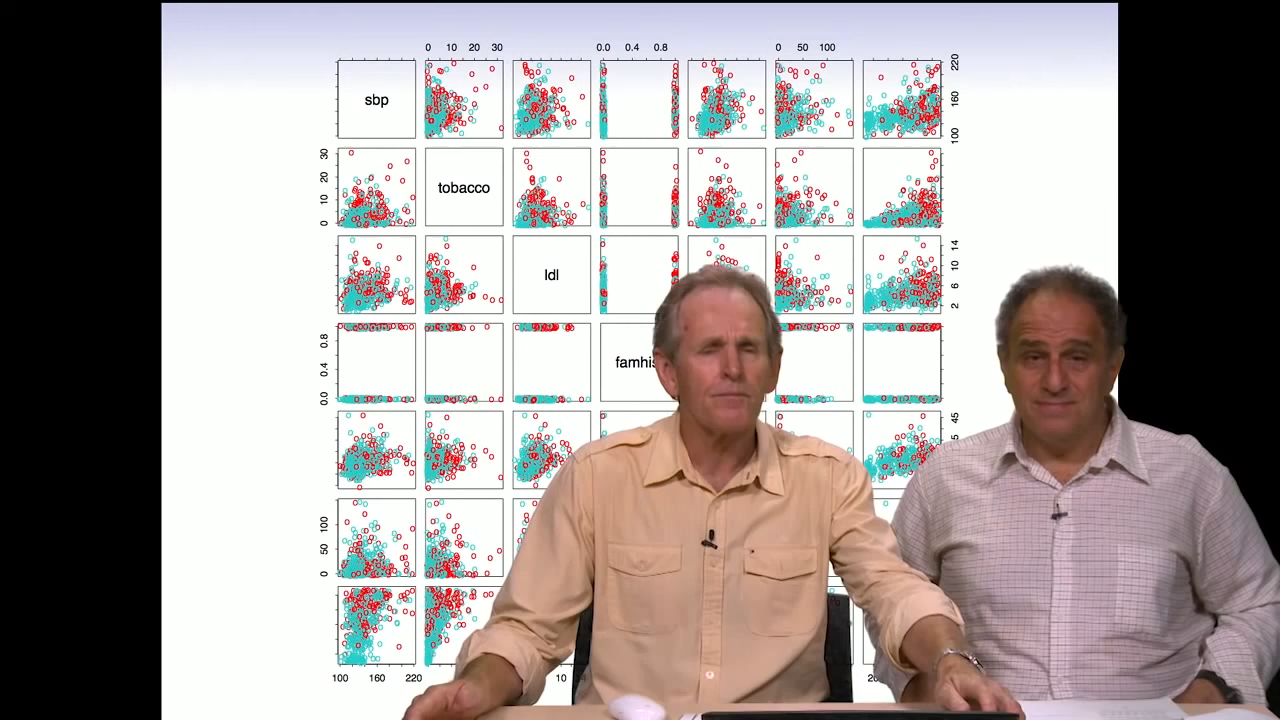 0 10 20 30 0.0 0.4 0.8 0 50 100
sbp
100 160 220
0 10 20 30
tobacco
ldl
2 6 10 14
0.0 0.4 0.8
famhis
45
0 50 100
100 160 220 10 20